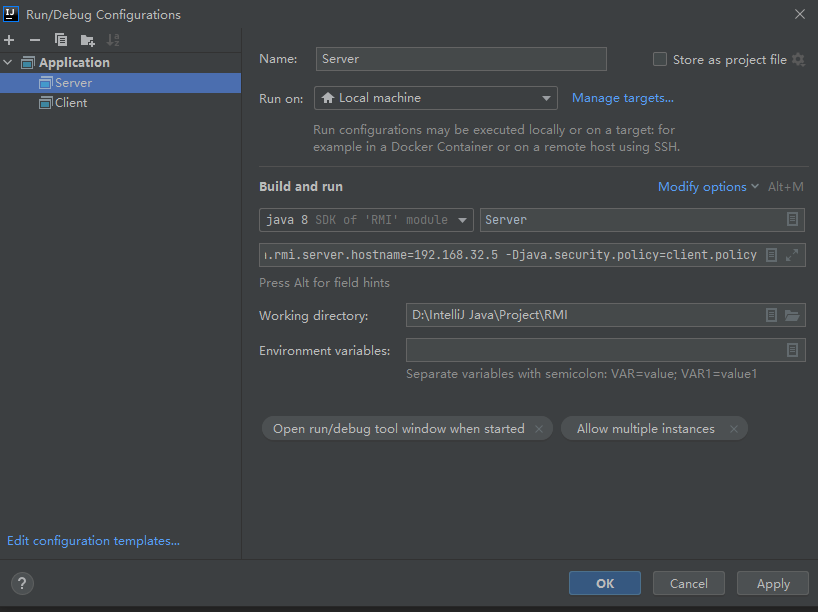 Run/Debug Configurations
Application
Server
Client
Name: Server Store as project file
Run on: Local machine Manage targets...
Run configurations may be executed locally or on a target: for
example in a Docker Container or on a remote host using SSH.
Build and run Modify options Alt+M
java 8 SDK of 'RMI' module Server
.rmi.server.hostname=192.168.32.5 -Djava.security.policy=client.policy
Press Alt for field hints
Working directory: D:\IntelliJ Java\Project\RMI
Environment variables:
Separate variables with semicolon: VAR=value; VAR1=value1
Open run/debug tool window when started × Allow multiple instances ×
Edit configuration templates...
? OK Cancel Apply